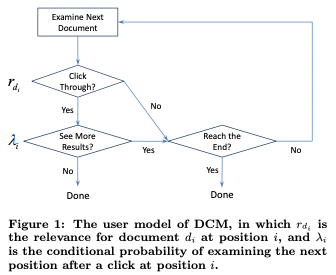 Examine Next
Document
r_{d_i}
Click
Through?
Yes
No
λ_i
See More
Results?
Yes
Reach the
End?
No
No
Yes
Done
Done
Figure 1: The user model of DCM, in which r_{d_i} is
the relevance for document d_i at position i, and λ_i
is the conditional probability of examining the next
position after a click at position i.